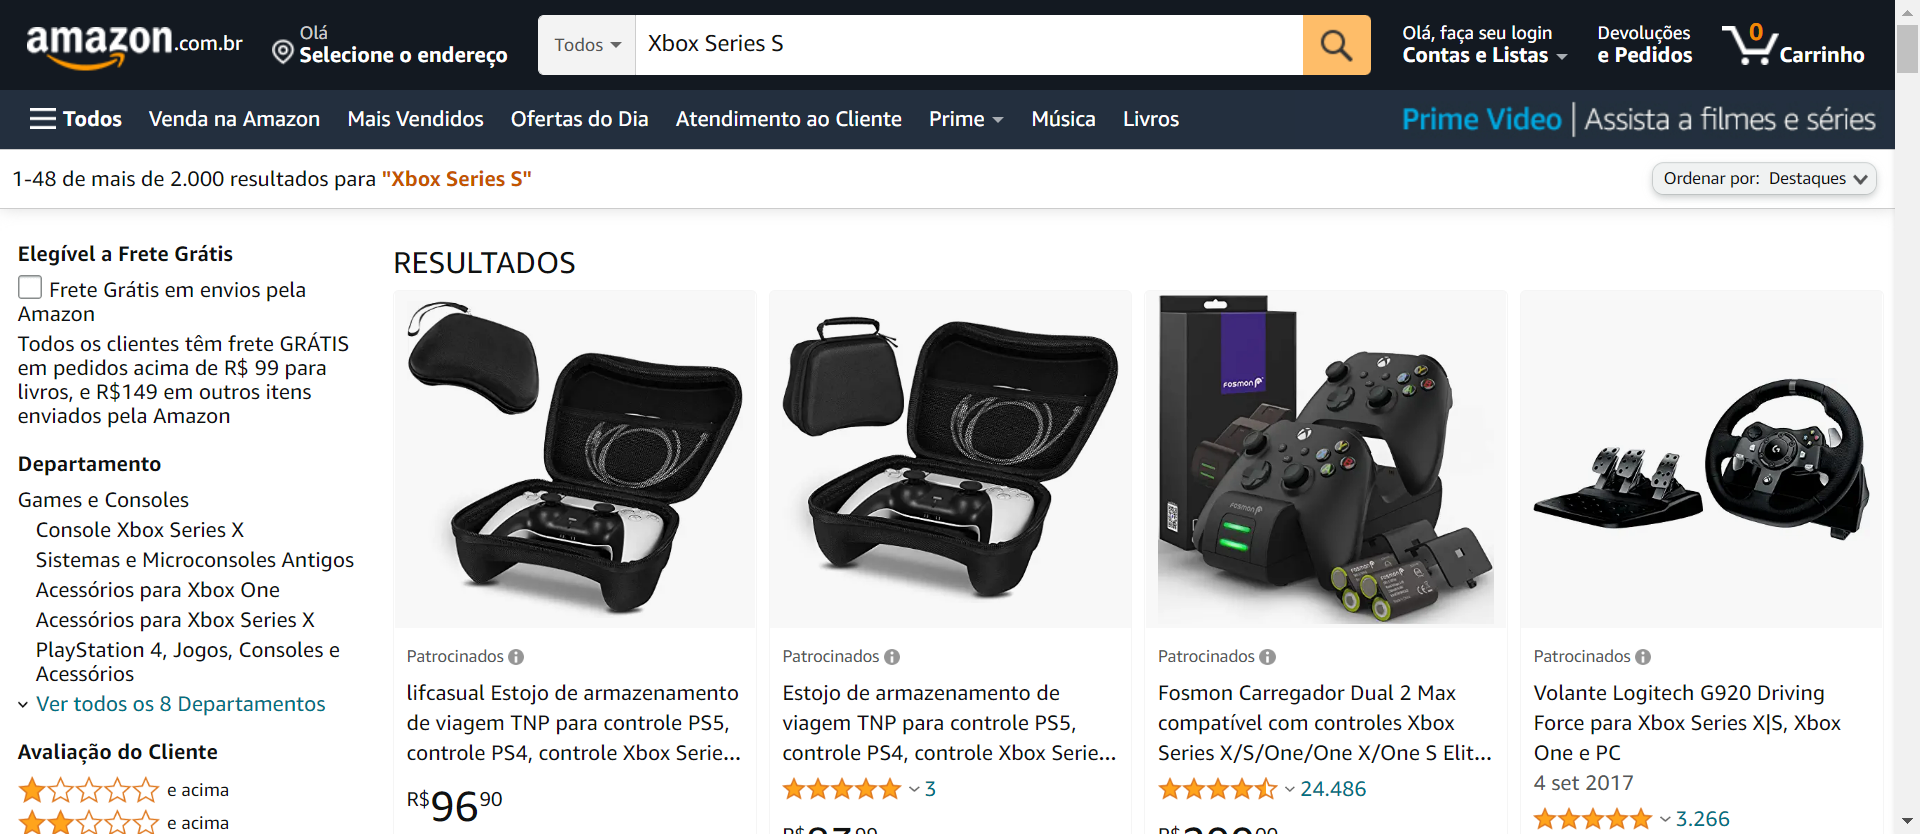 amazon.com.br
Olá
Selecione o endereço
Todos
Xbox Series S
Olá, faça seu login
Contas e Listas
Devoluções
e Pedidos
0
Carrinho
Todos
Venda na Amazon
Mais Vendidos
Ofertas do Dia
Atendimento ao Cliente
Prime
Música
Livros
Prime Video | Assista a filmes e séries
1-48 de mais de 2.000 resultados para "Xbox Series S"
Ordenar por: Destaques
Elegível a Frete Grátis
Frete Grátis em envios pela
Amazon
Todos os clientes têm frete GRÁTIS
em pedidos acima de R$ 99 para
livros, e R$149 em outros itens
enviados pela Amazon
Departamento
Games e Consoles
Console Xbox Series X
Sistemas e Microconsoles Antigos
Acessórios para Xbox One
Acessórios para Xbox Series X
PlayStation 4, Jogos, Consoles e
Acessórios
Ver todos os 8 Departamentos
Avaliação do Cliente
e acima
e acima
RESULTADOS
Patrocinados
lifcasual Estojo de armazenamento
de viagem TNP para controle PS5,
controle PS4, controle Xbox Serie...
R$9690
Patrocinados
Estojo de armazenamento de
viagem TNP para controle PS5,
controle PS4, controle Xbox Serie...
3
FOSMON
FOSMON
FOSMON
FOSMON
Patrocinados
Fosmon Carregador Dual 2 Max
compatível com controles Xbox
Series X/S/One/One X/One S Elit...
24.486
Patrocinados
Volante Logitech G920 Driving
Force para Xbox Series X|S, Xbox
One e PC
4 set 2017
3.266